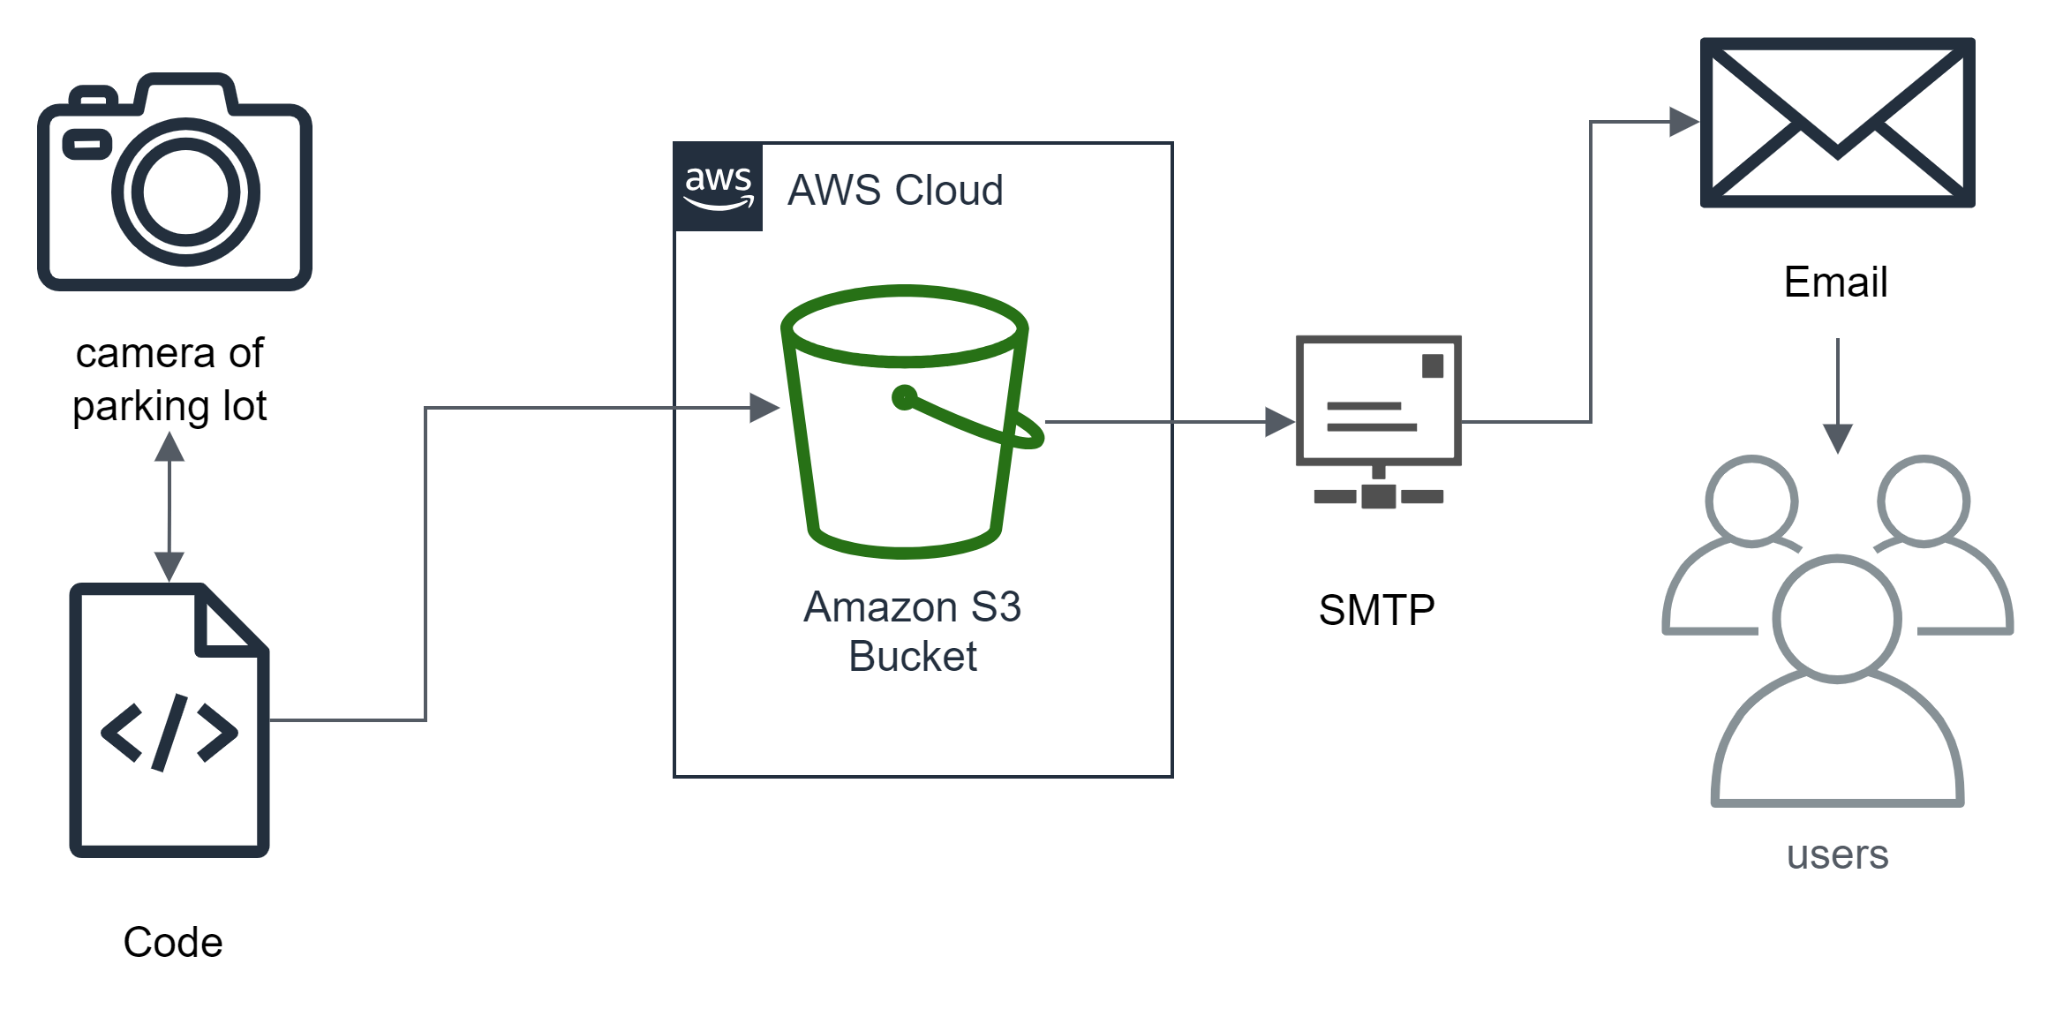 camera of
parking lot
</>
Code
aws
AWS Cloud
Amazon S3
Bucket
SMTP
Email
users